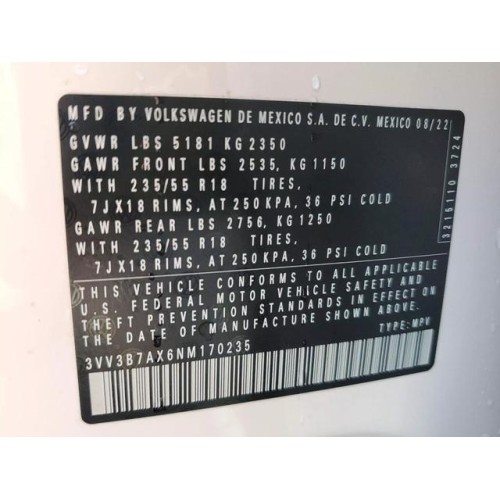 MFD BY VOLKSWAGEN DE MEXICO S.A. DE C.V. MEXICO 08/22
GVWR LBS 5181 KG 2350
GAWR FRONT LBS 2535, KG 1150
WITH 235/55 R18 TIRES,
7JX18 RIMS, AT 250 KPA, 36 PSI COLD
GAWR REAR LBS 2756, KG 1250
WITH 235/55 R18 TIRES,
7JX18 RIMS, AT 250 KPA, 36 PSI COLD
THIS VEHICLE CONFORMS TO ALL APPLICABLE
U.S. FEDERAL MOTOR VEHICLE SAFETY AND
THEFT PREVENTION STANDARDS IN EFFECT ON
THE DATE OF MANUFACTURE SHOWN ABOVE.
3VV3B7AX6NM170235 TYPE: MPV
3215110 3724